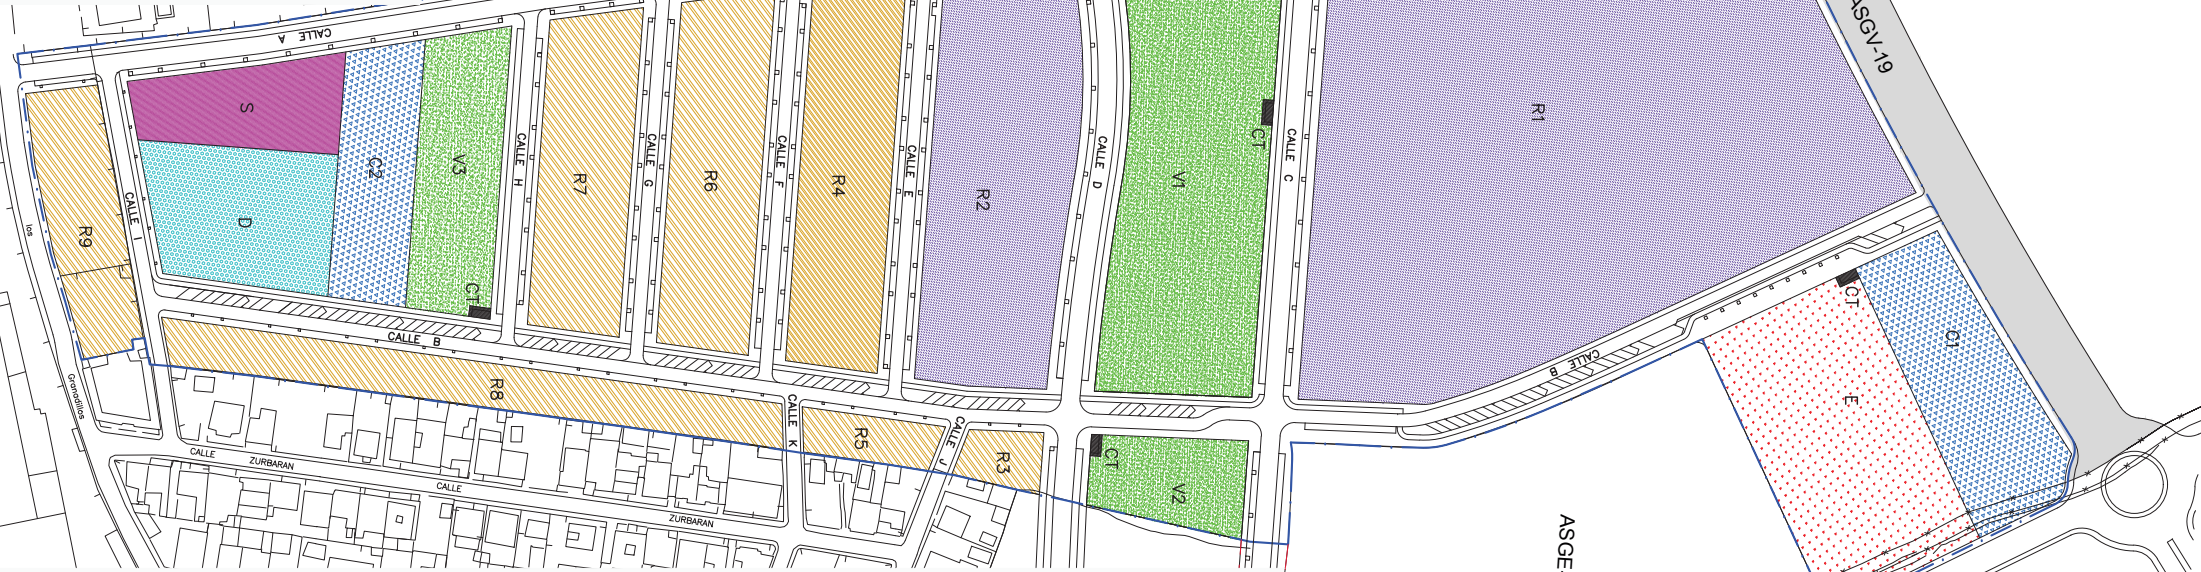 ASGV-19
CALLE A
S
C2
V3
D
CALLE H
CALLE G
CALLE F
CALLE E
CALLE D
CALLE C
CALLE I
R9
R7
R6
R4
R2
V1
R1
CT
CT
CT
CT
C1
E
CALLE B
CALLE B
R8
CALLE K
R5
CALLE J
R3
V2
los
Granadillos
CALLE ZURBARAN
CALLE ZURBARAN
ASGE-